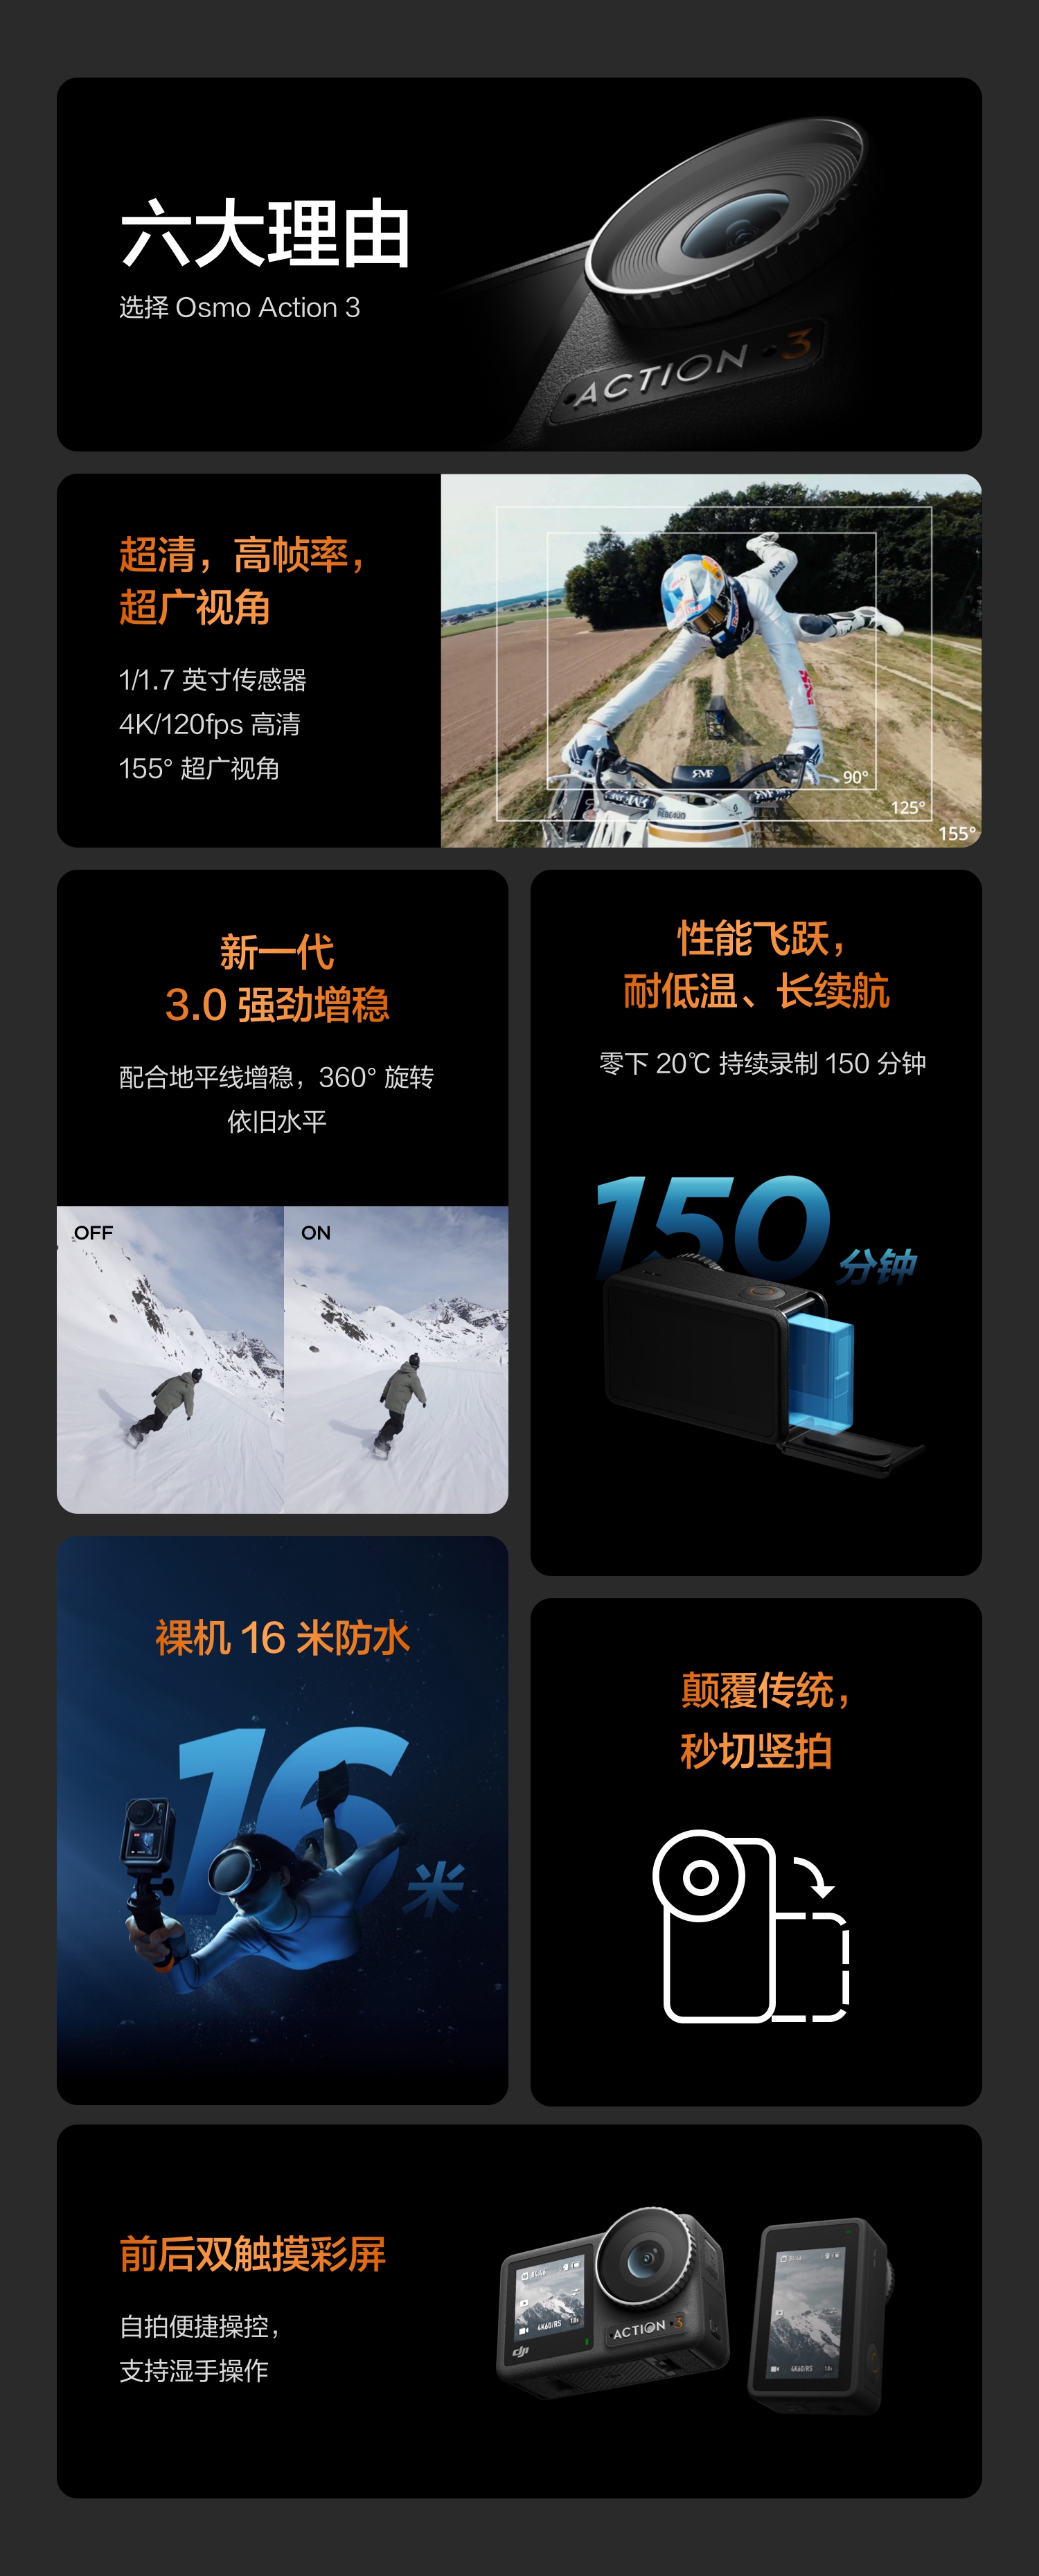 六大理由
选择 Osmo Action 3
ACTION 3
超清，高帧率，
超广视角
1/1.7 英寸传感器
4K/120fps 高清
155° 超广视角
RMF
90°
125°
155°
新一代
3.0 强劲增稳
配合地平线增稳，360° 旋转
依旧水平
OFF
ON
性能飞跃，
耐低温、长续航
零下 20℃ 持续录制 150 分钟
150 分钟
裸机 16 米防水
16 米
颠覆传统，
秒切竖拍
前后双触摸彩屏
自拍便捷操控，
支持湿手操作
4K60/RS
ACTION 3
dji
4K60/RS